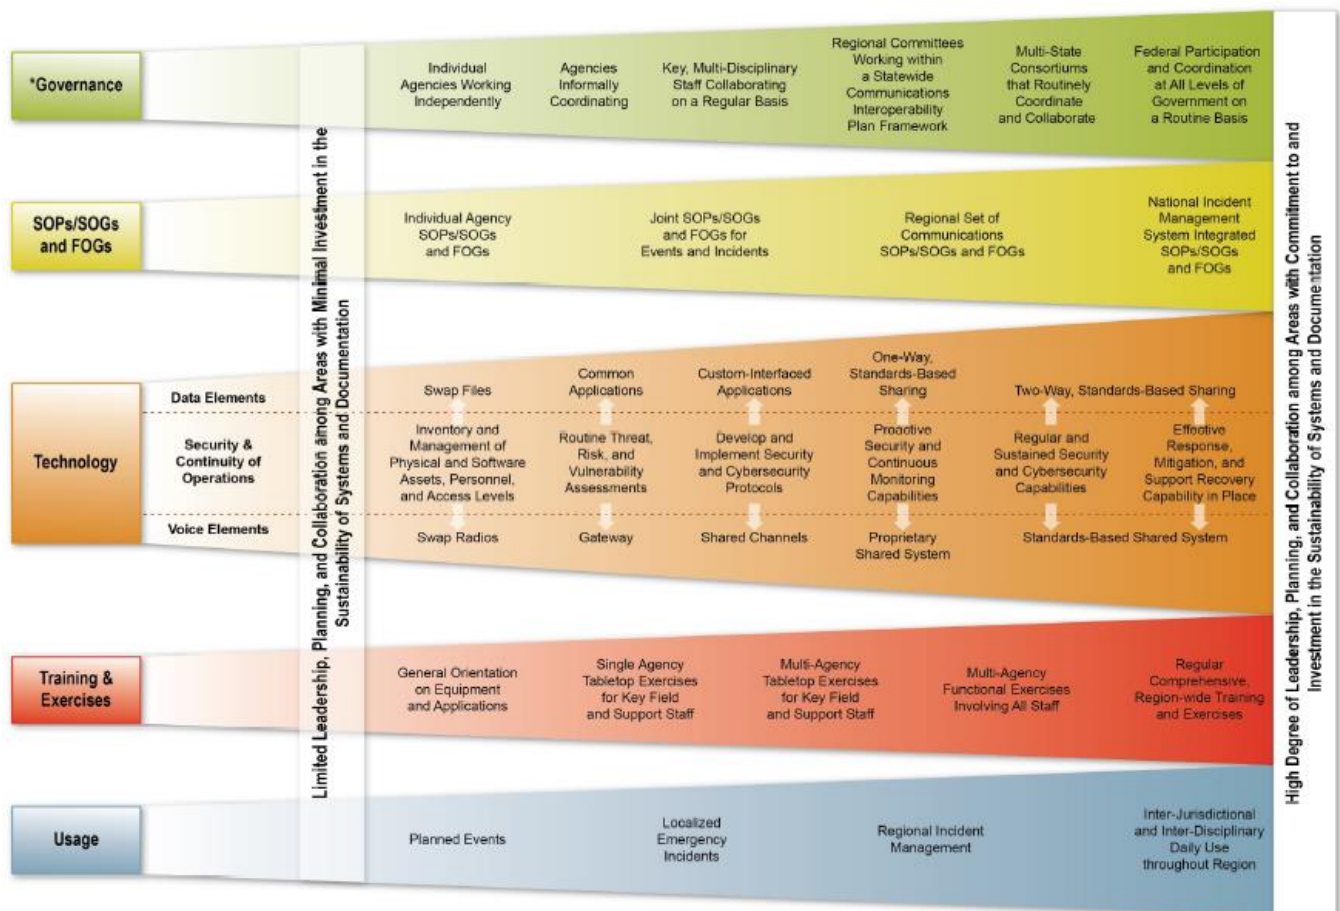 *Governance
Individual
Agencies Working
Independently
Agencies
Informally
Coordinating
Key, Multi-Disciplinary
Staff Collaborating
on a Regular Basis
Regional Committees
Working within
a Statewide
Communications
Interoperability
Plan Framework
Multi-State
Consortiums
that Routinely
Coordinate
and Collaborate
Federal Participation
and Coordination
at All Levels of
Government on
a Routine Basis
SOPs/SOGs
and FOGs
Individual Agency
SOPs/SOGs
and FOGs
Joint SOPs/SOGs
and FOGs for
Events and Incidents
Regional Set of
Communications
SOPs/SOGs and FOGs
National Incident
Management
System Integrated
SOPs/SOGs
and FOGs
Technology
Data Elements
Swap Files
Common
Applications
Custom-Interfaced
Applications
One-Way,
Standards-Based
Sharing
Two-Way, Standards-Based Sharing
Security &
Continuity of
Operations
Inventory and
Management of
Physical and Software
Assets, Personnel,
and Access Levels
Routine Threat,
Risk, and
Vulnerability
Assessments
Develop and
Implement Security
and Cybersecurity
Protocols
Proactive
Security and
Continuous
Monitoring
Capabilities
Regular and
Sustained Security
and Cybersecurity
Capabilities
Effective
Response,
Mitigation, and
Support Recovery
Capability in Place
Voice Elements
Swap Radios
Gateway
Shared Channels
Proprietary
Shared System
Standards-Based Shared System
Training &
Exercises
General Orientation
on Equipment
and Applications
Single Agency
Tabletop Exercises
for Key Field
and Support Staff
Multi-Agency
Tabletop Exercises
for Key Field
and Support Staff
Multi-Agency
Functional Exercises
Involving All Staff
Regular
Comprehensive,
Region-wide Training
and Exercises
Usage
Planned Events
Localized
Emergency
Incidents
Regional Incident
Management
Inter-Jurisdictional
and Inter-Disciplinary
Daily Use
throughout Region
Limited Leadership, Planning, and Collaboration among Areas with Minimal Investment in the
Sustainability of Systems and Documentation
High Degree of Leadership, Planning, and Collaboration among Areas with Commitment to and
Investment in the Sustainability of Systems and Documentation